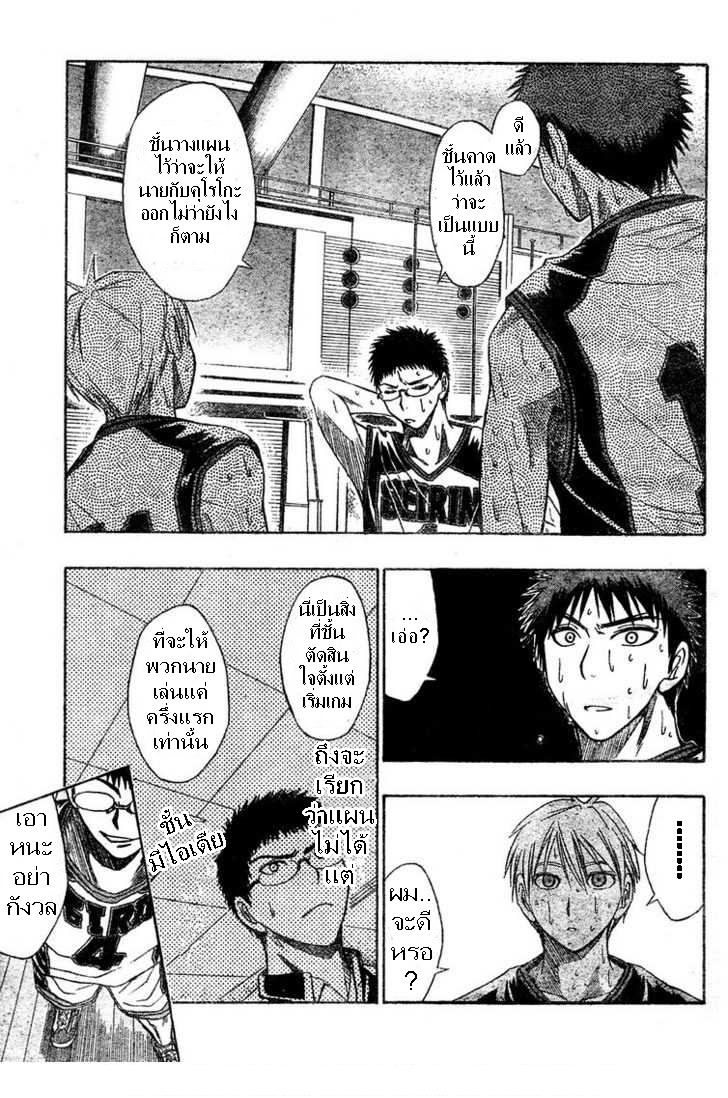 ดี
แล้ว
ชั้นคาด
ไว้แล้ว
ว่าจะ
เป็นแบบ
นี้
ชั้นวางแผน
ไว้ว่าจะให้
นายกับคุโรโกะ
ออกไม่ว่ายังไง
ก็ตาม
SEIRIN
4
1
...
เอ่อ?
.........
ผม..
จะดี
หรอ
?
นี่เป็นสิ่ง
ที่ชั้น
ตัดสิน
ใจตั้งแต่
เริ่มเกม
ที่จะให้
พวกนาย
เล่นแค่
ครึ่งแรก
เท่านั้น
ถึงจะ
เรียก
ว่าแผน
ไม่ได้
แต่
ชั้น
มีไอเดีย
เอา
หนะ
อย่า
กังวล
EIRI
4